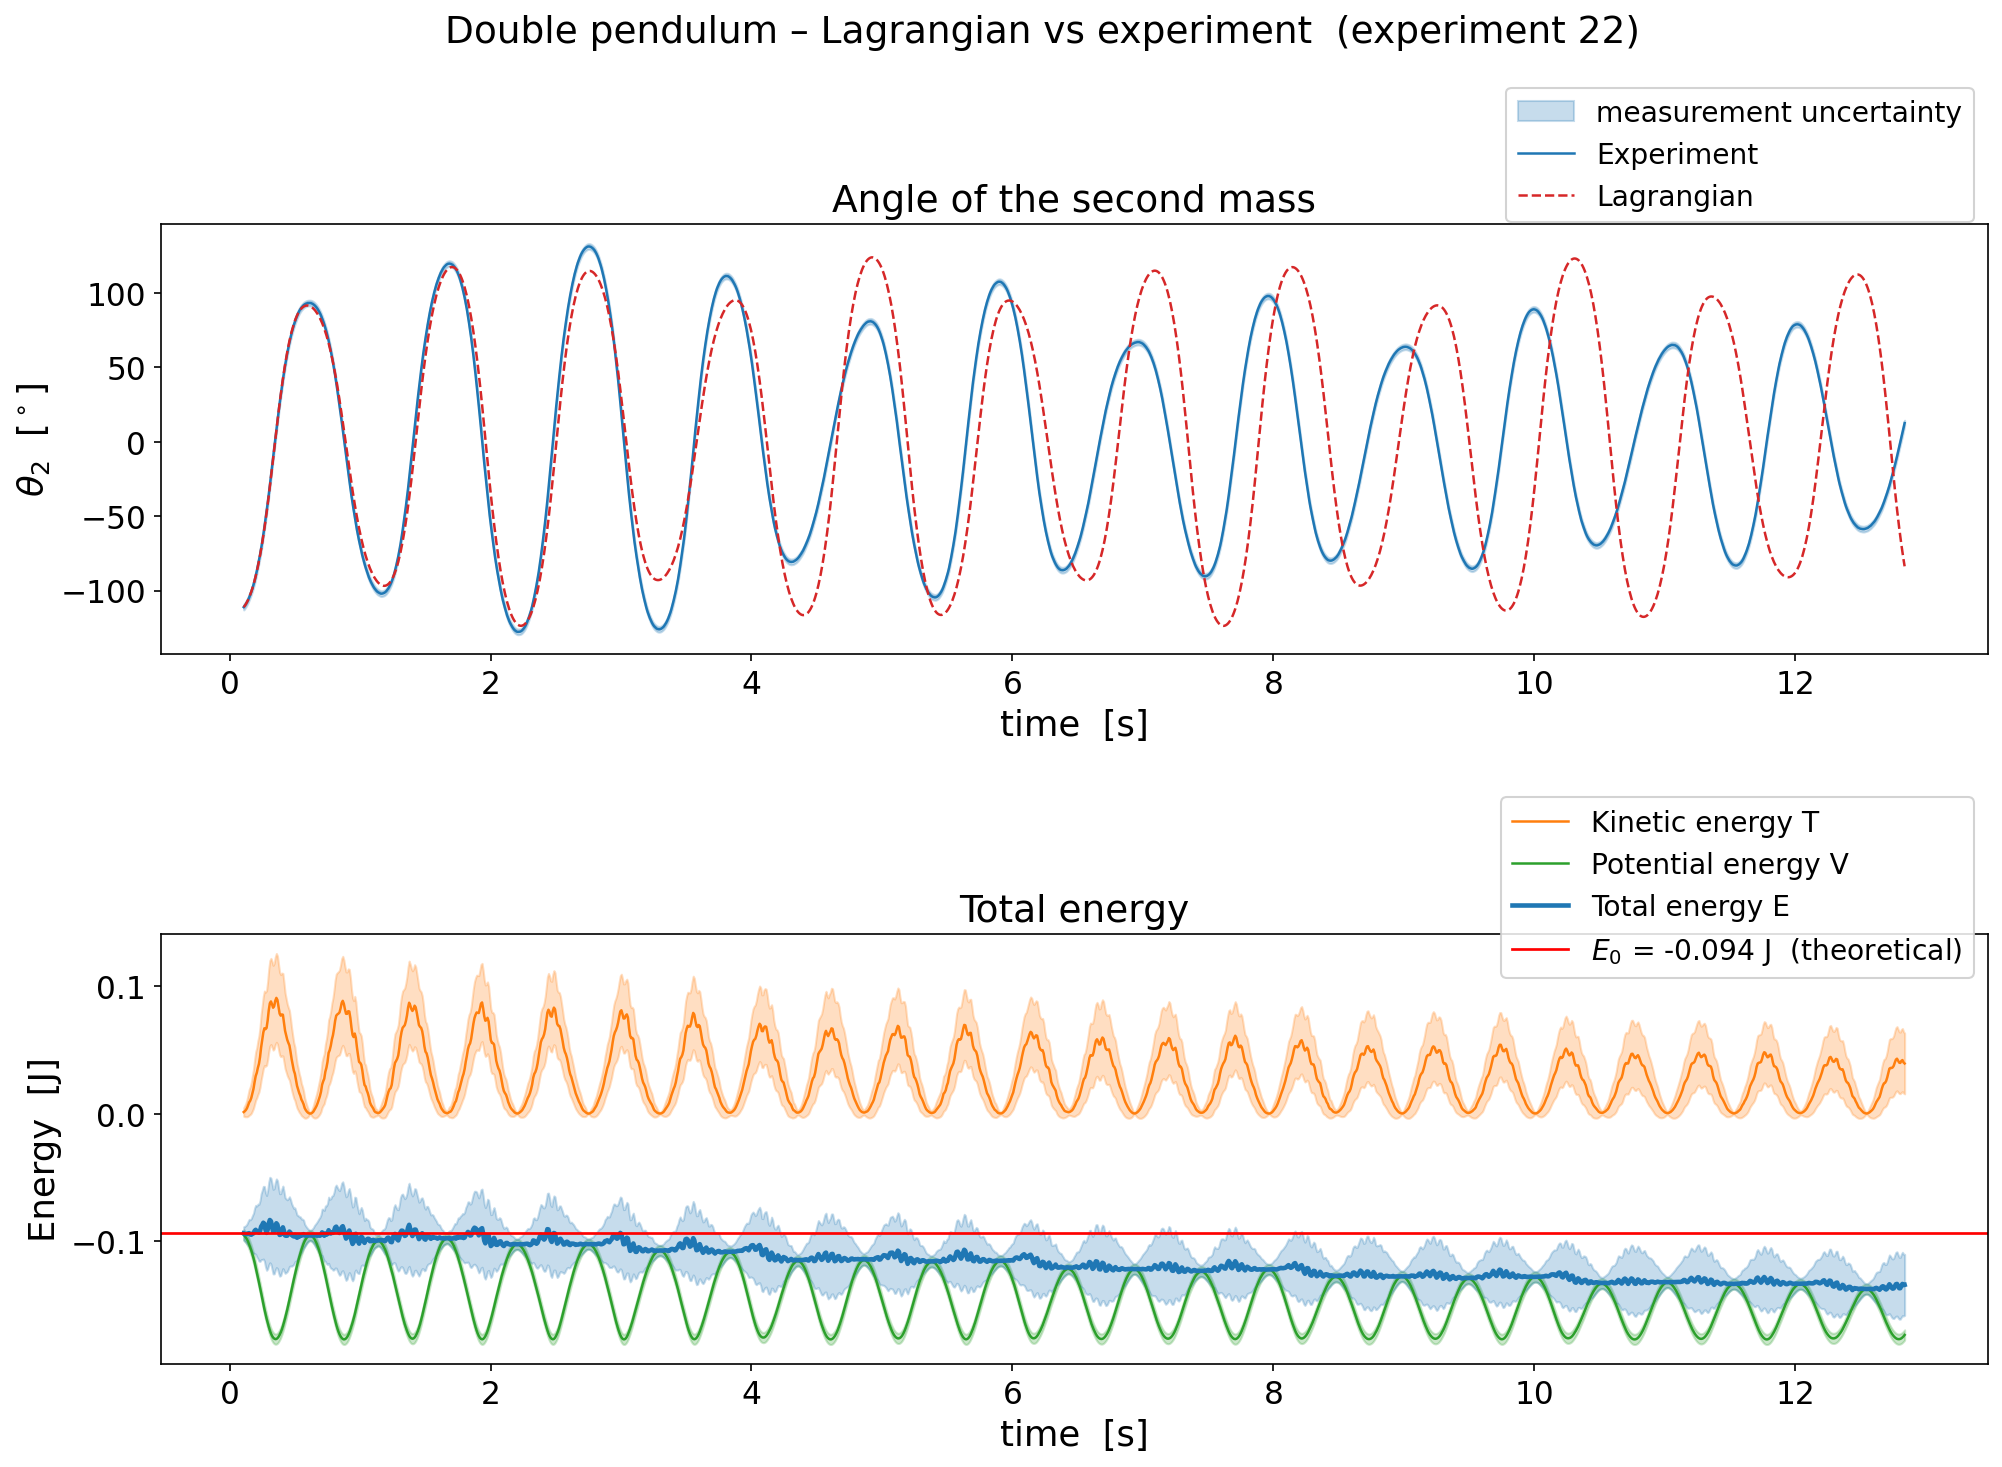 Double pendulum – Lagrangian vs experiment  (experiment 22)
measurement uncertainty
Experiment
Lagrangian
Angle of the second mass
100
50
0
−50
−100
θ₂ [°]
0 2 4 6 8 10 12
time [s]
Kinetic energy T
Potential energy V
Total energy E
E₀ = -0.094 J (theoretical)
Total energy
0.1
0.0
−0.1
Energy [J]
0 2 4 6 8 10 12
time [s]